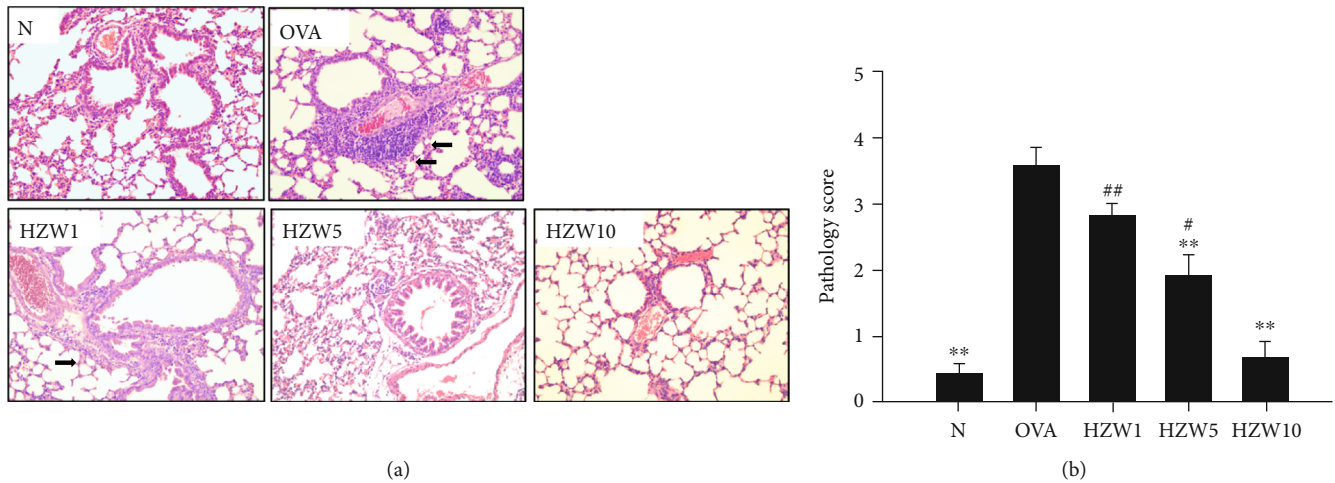 N
OVA
HZW1
HZW5
HZW10
(a)
Pathology score
5
4
3
2
1
0
**
##
#
**
**
N OVA HZW1 HZW5 HZW10
(b)